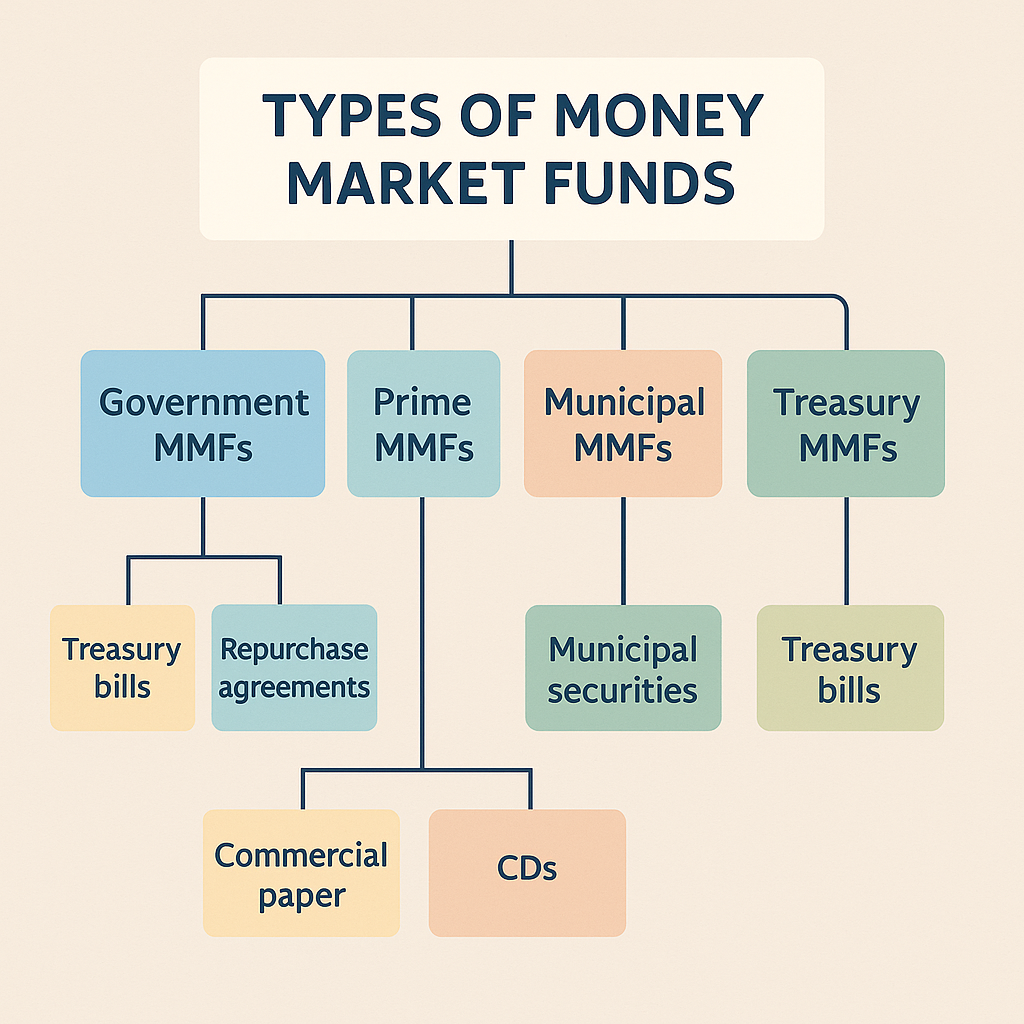 TYPES OF MONEY
MARKET FUNDS
Government
MMFs
Prime
MMFs
Municipal
MMFs
Treasury
MMFs
Treasury
bills
Repurchase
agreements
Municipal
securities
Treasury
bills
Commercial
paper
CDs